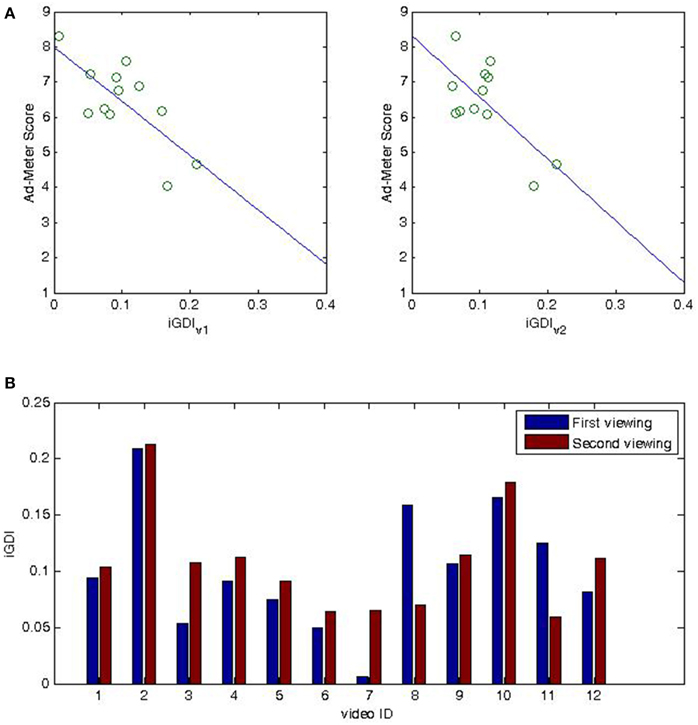 A
9
8
7
6
5
4
3
2
1
Ad-Meter Score
0 0.1 0.2 0.3 0.4
iGDIv1
9
8
7
6
5
4
3
2
1
Ad-Meter Score
0 0.1 0.2 0.3 0.4
iGDIv2
B
0.25
0.2
0.15
0.1
0.05
0
iGDI
First viewing
Second viewing
1 2 3 4 5 6 7 8 9 10 11 12
video ID